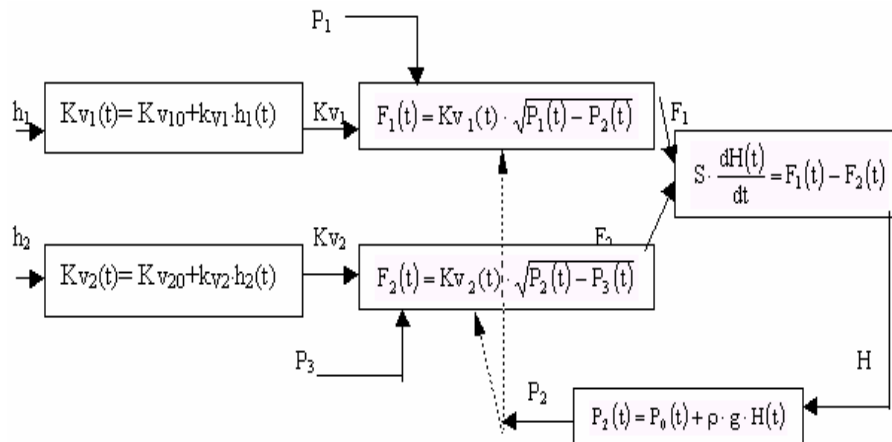 P₁
h₁
Kv₁(t)= Kv₁₀+kv₁·h₁(t)
Kv₁
F₁(t) = Kv₁(t) · √(P₁(t) − P₂(t))
F₁
S · dH(t)/dt = F₁(t) − F₂(t)
h₂
Kv₂(t)= Kv₂₀+kv₂·h₂(t)
Kv₂
F₂(t) = Kv₂(t) · √(P₂(t) − P₃(t))
F₂
P₃
H
P₂
P₂(t) = P₀(t) + ρ · g · H(t)